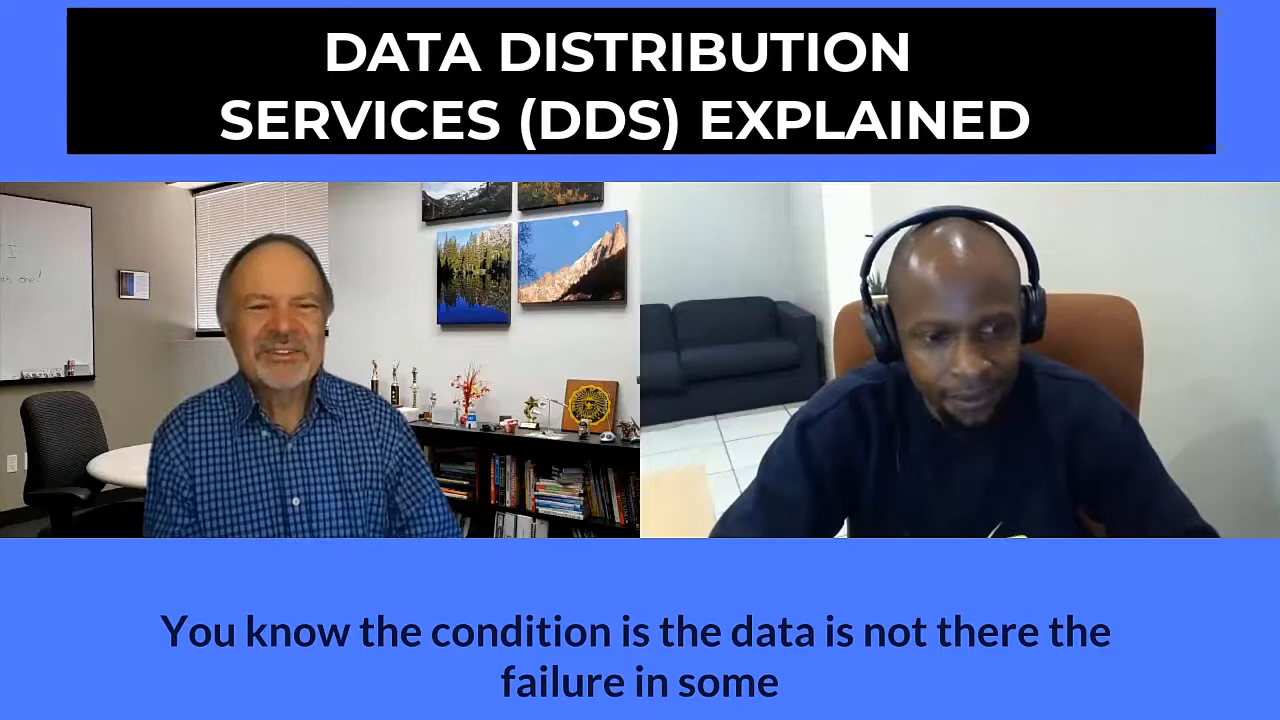 DATA DISTRIBUTION
SERVICES (DDS) EXPLAINED
You know the condition is the data is not there the
failure in some